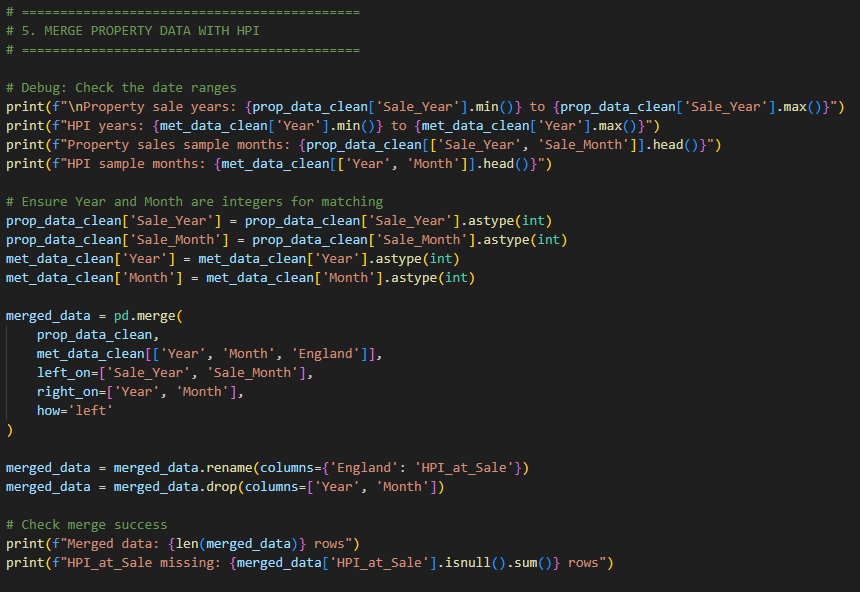 # ============================================
# 5. MERGE PROPERTY DATA WITH HPI
# ============================================
# Debug: Check the date ranges
print(f"\nProperty sale years: {prop_data_clean['Sale_Year'].min()} to {prop_data_clean['Sale_Year'].max()}")
print(f"HPI years: {met_data_clean['Year'].min()} to {met_data_clean['Year'].max()}")
print(f"Property sales sample months: {prop_data_clean[['Sale_Year', 'Sale_Month']].head()}")
print(f"HPI sample months: {met_data_clean[['Year', 'Month']].head()}")
# Ensure Year and Month are integers for matching
prop_data_clean['Sale_Year'] = prop_data_clean['Sale_Year'].astype(int)
prop_data_clean['Sale_Month'] = prop_data_clean['Sale_Month'].astype(int)
met_data_clean['Year'] = met_data_clean['Year'].astype(int)
met_data_clean['Month'] = met_data_clean['Month'].astype(int)
merged_data = pd.merge(
    prop_data_clean,
    met_data_clean[['Year', 'Month', 'England']],
    left_on=['Sale_Year', 'Sale_Month'],
    right_on=['Year', 'Month'],
    how='left'
)
merged_data = merged_data.rename(columns={'England': 'HPI_at_Sale'})
merged_data = merged_data.drop(columns=['Year', 'Month'])
# Check merge success
print(f"Merged data: {len(merged_data)} rows")
print(f"HPI_at_Sale missing: {merged_data['HPI_at_Sale'].isnull().sum()} rows")